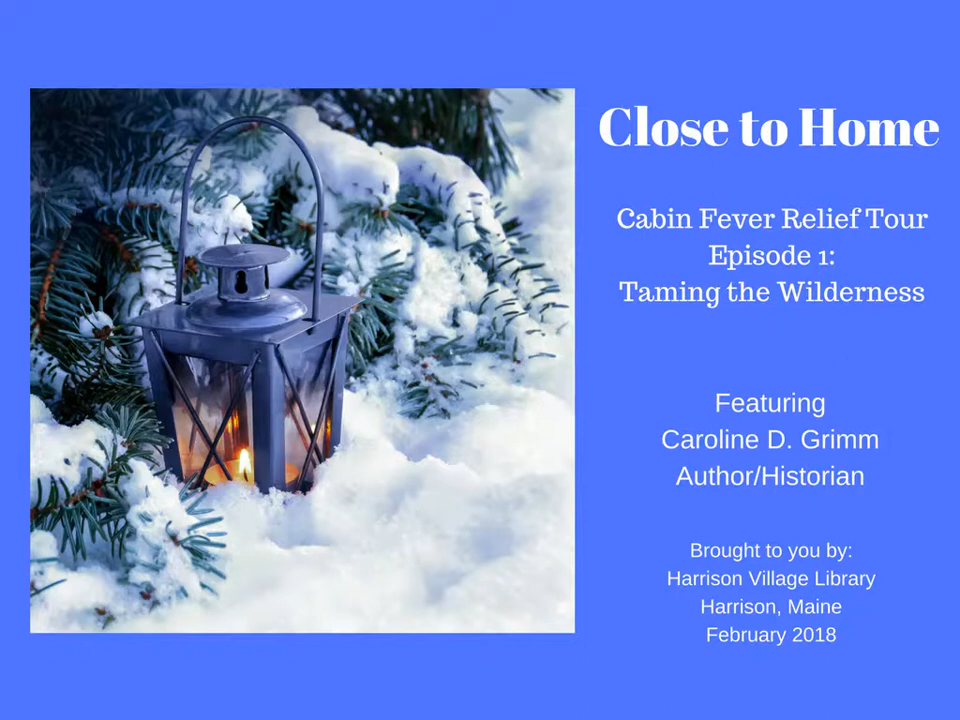 Close to Home
Cabin Fever Relief Tour
Episode 1:
Taming the Wilderness
Featuring
Caroline D. Grimm
Author/Historian
Brought to you by:
Harrison Village Library
Harrison, Maine
February 2018